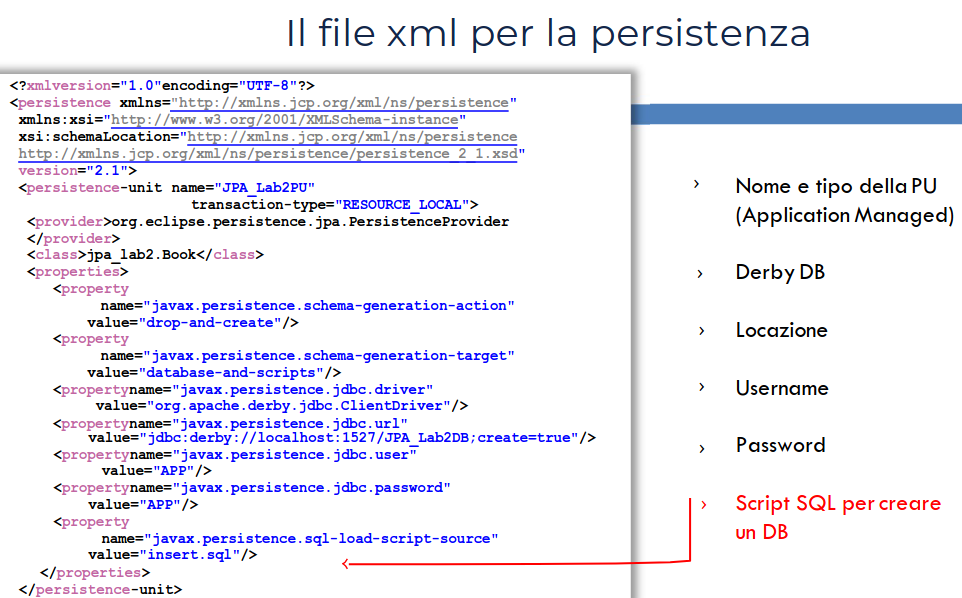 Il file xml per la persistenza
<?xmlversion="1.0"encoding="UTF-8"?>
<persistence xmlns="http://xmlns.jcp.org/xml/ns/persistence"
xmlns:xsi="http://www.w3.org/2001/XMLSchema-instance"
xsi:schemaLocation="http://xmlns.jcp.org/xml/ns/persistence
http://xmlns.jcp.org/xml/ns/persistence/persistence_2_1.xsd"
version="2.1">
<persistence-unit name="JPA_Lab2PU"
transaction-type="RESOURCE_LOCAL">
<provider>org.eclipse.persistence.jpa.PersistenceProvider
</provider>
<class>jpa_lab2.Book</class>
<properties>
<property
name="javax.persistence.schema-generation-action"
value="drop-and-create"/>
<property
name="javax.persistence.schema-generation-target"
value="database-and-scripts"/>
<propertyname="javax.persistence.jdbc.driver"
value="org.apache.derby.jdbc.ClientDriver"/>
<propertyname="javax.persistence.jdbc.url"
value="jdbc:derby://localhost:1527/JPA_Lab2DB;create=true"/>
<propertyname="javax.persistence.jdbc.user"
value="APP"/>
<propertyname="javax.persistence.jdbc.password"
value="APP"/>
<property
name="javax.persistence.sql-load-script-source"
value="insert.sql"/>
</properties>
</persistence-unit>
› Nome e tipo della PU
(Application Managed)
› Derby DB
› Locazione
› Username
› Password
› Script SQL per creare
un DB